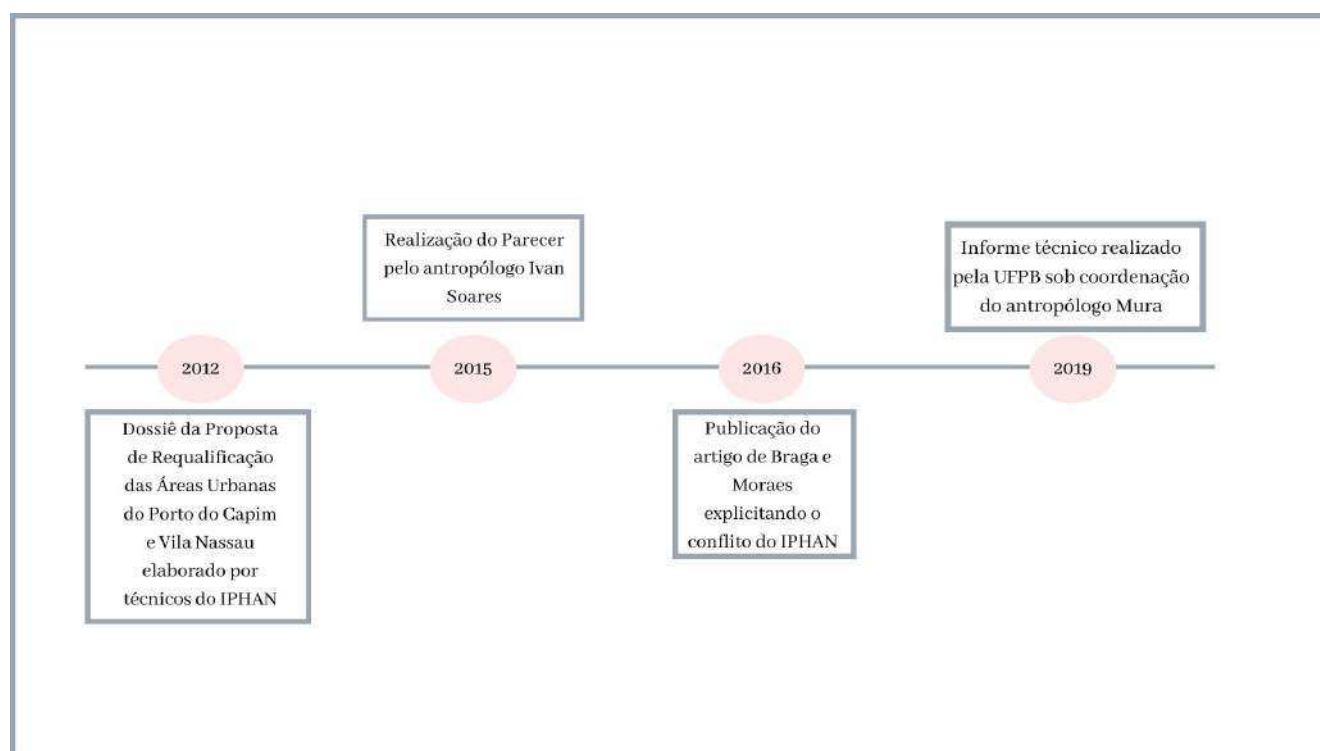 2012
Dossiê da Proposta
de Requalificação
das Áreas Urbanas
do Porto do Capim
e Vila Nassau
elaborado por
técnicos do IPHAN
Realização do Parecer
pelo antropólogo Ivan
Soares
2015
2016
Publicação do
artigo de Braga e
Moraes
explicitando o
conflito do IPHAN
Informe técnico realizado
pela UFPB sob coordenação
do antropólogo Mura
2019